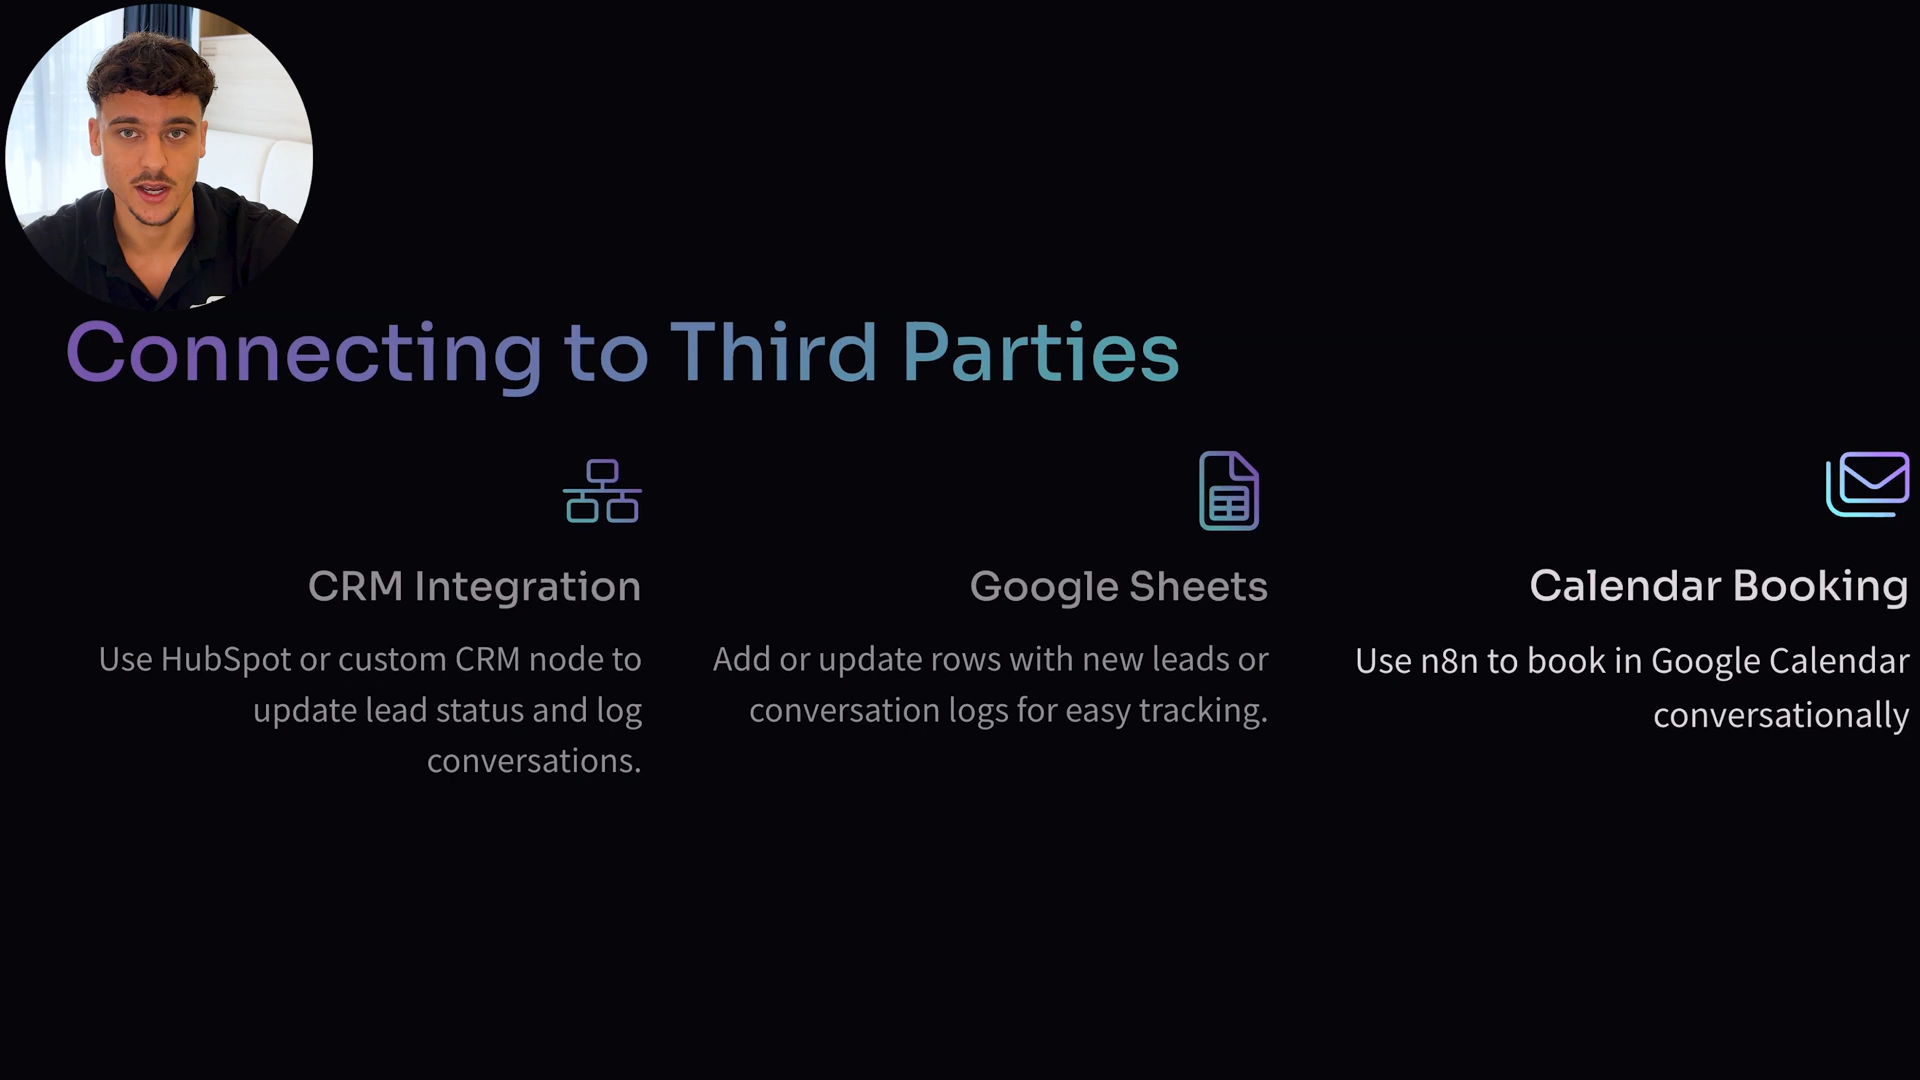 Connecting to Third Parties
CRM Integration
Use HubSpot or custom CRM node to
update lead status and log
conversations.
Google Sheets
Add or update rows with new leads or
conversation logs for easy tracking.
Calendar Booking
Use n8n to book in Google Calendar
conversationally